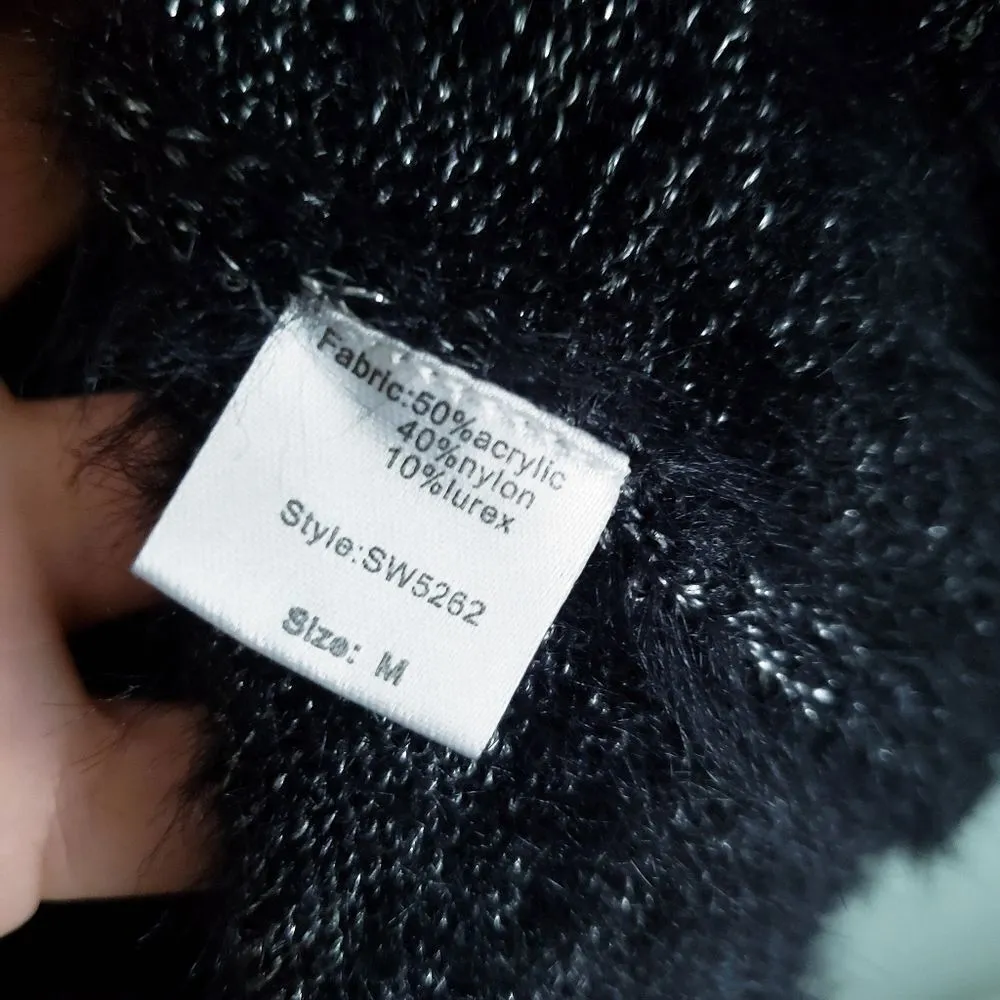 Fabric:50%acrylic
40%nylon
10%lurex
Style:SW5262
Size: M